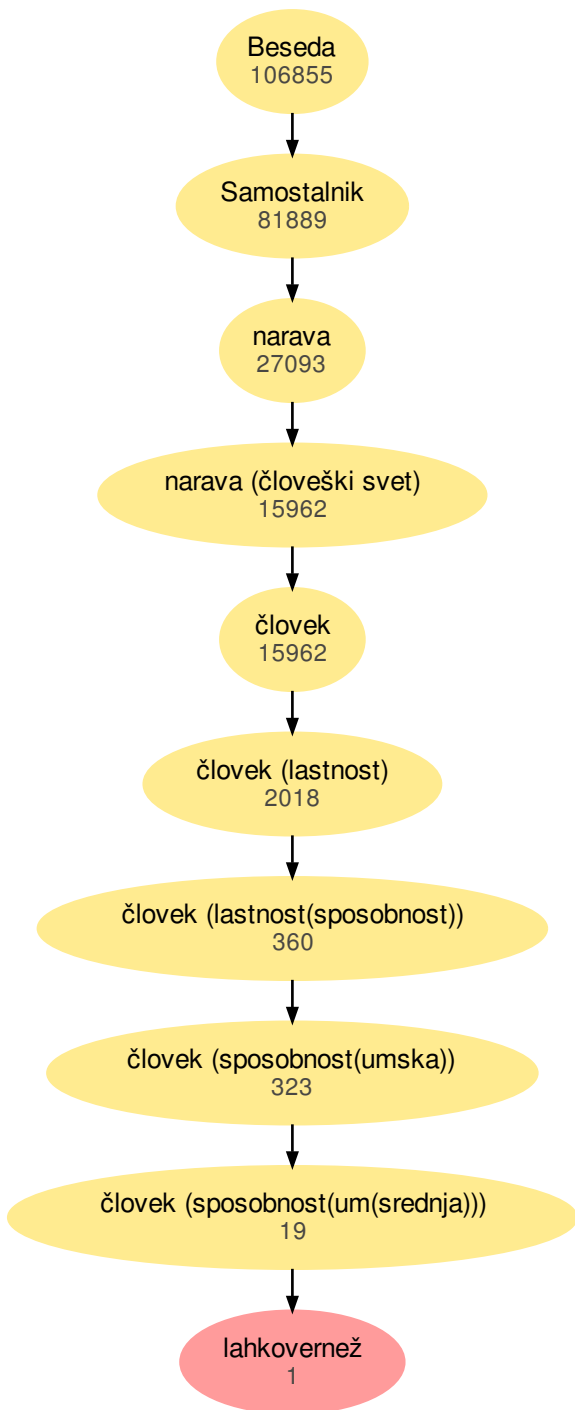 Beseda
106855
Samostalnik
81889
narava
27093
narava (človeški svet)
15962
človek
15962
človek (lastnost)
2018
človek (lastnost(sposobnost))
360
človek (sposobnost(umska))
323
človek (sposobnost(um(srednja)))
19
lahkovernež
1